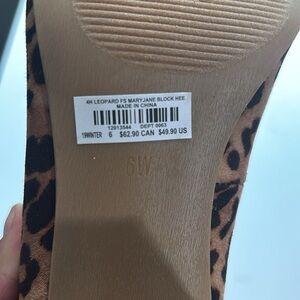 4H LEOPARD FS MARYJANE BLOCK HEE
MADE IN CHINA
12913544 DEPT 0063
19WINTER 6 $62.90 CAN $49.90 US
6W